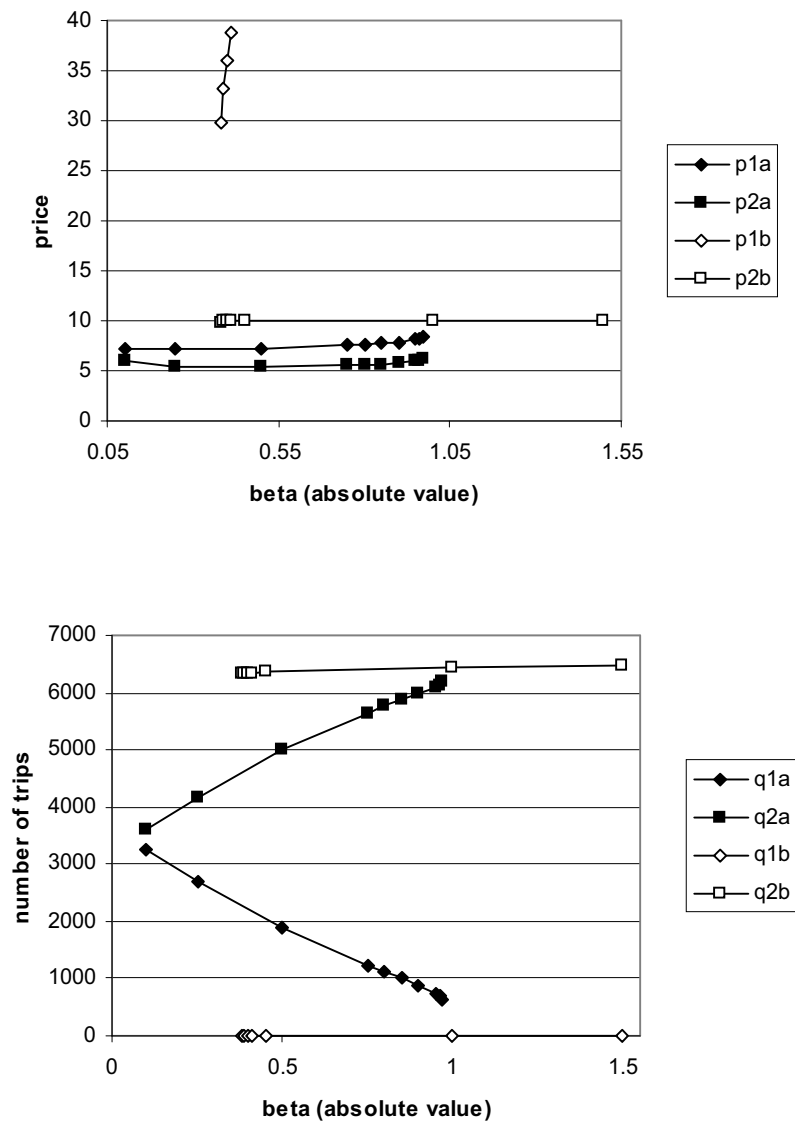 40
35
30
25
20
15
10
5
0
price
0.05 0.55 1.05 1.55
beta (absolute value)
p1a
p2a
p1b
p2b
7000
6000
5000
4000
3000
2000
1000
0
number of trips
0 0.5 1 1.5
beta (absolute value)
q1a
q2a
q1b
q2b